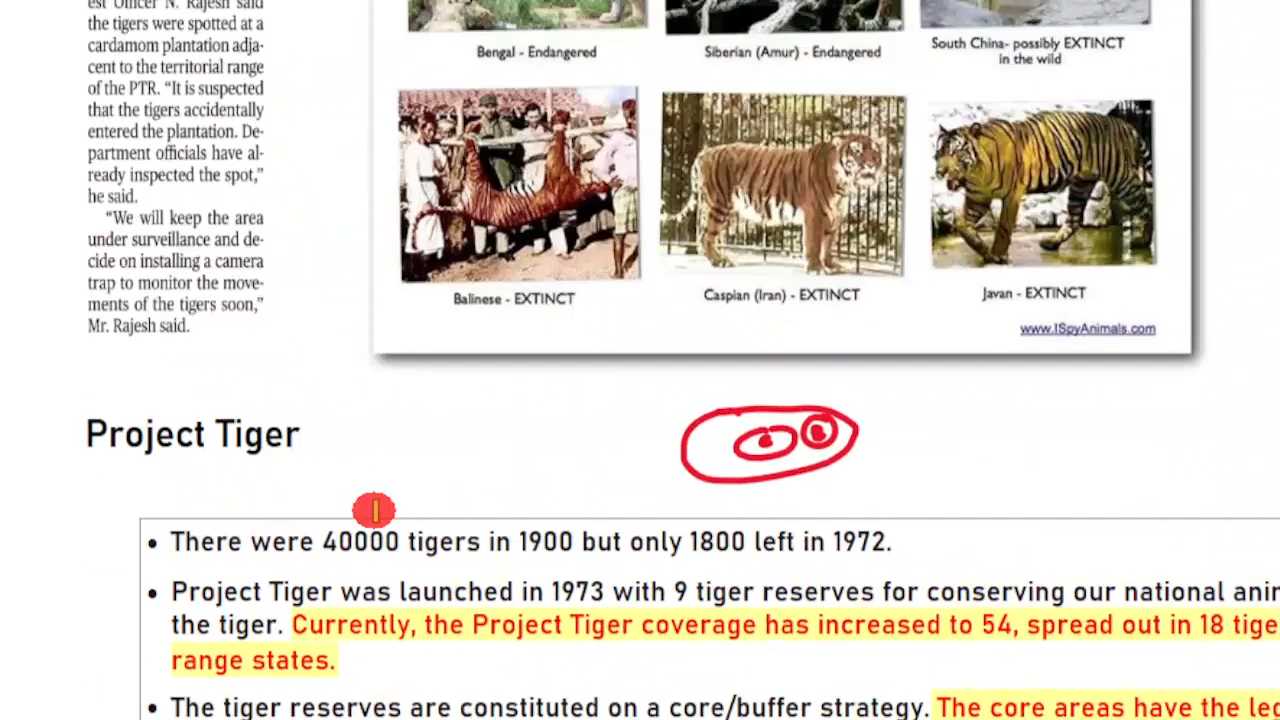 est Officer N. Rajesh said
the tigers were spotted at a
cardamom plantation adja-
cent to the territorial range
of the PTR. “It is suspected
that the tigers accidentally
entered the plantation. De-
partment officials have al-
ready inspected the spot,”
he said.
“We will keep the area
under surveillance and de-
cide on installing a camera
trap to monitor the move-
ments of the tigers soon,”
Mr. Rajesh said.
Bengal - Endangered
Siberian (Amur) - Endangered
South China- possibly EXTINCT
in the wild
Balinese - EXTINCT
Caspian (Iran) - EXTINCT
Javan - EXTINCT
www.ISpyAnimals.com
Project Tiger
• There were 40000 tigers in 1900 but only 1800 left in 1972.
• Project Tiger was launched in 1973 with 9 tiger reserves for conserving our national ani
the tiger. Currently, the Project Tiger coverage has increased to 54, spread out in 18 tige
range states.
• The tiger reserves are constituted on a core/buffer strategy. The core areas have the leg